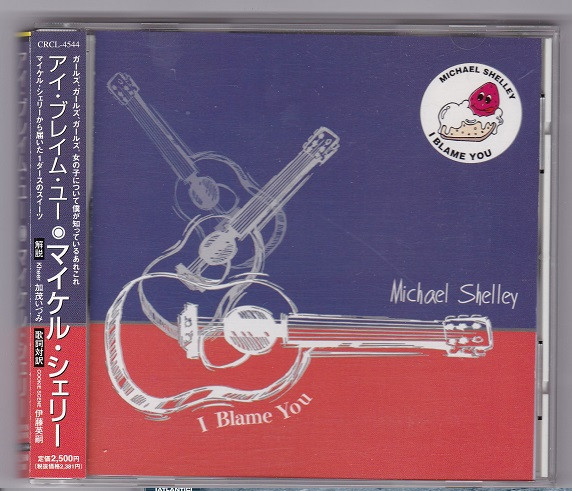 CRCL-4544
ガールズ、ガールズ、ガールズ、女の子について僕が知っているあれこれ
マイケル・シェリーから届いた1ダースのスイーツ
アイ・ブレイム・ユー◉マイケル・シェリー
解説 加茂いづみ 歌詞対訳 COOKIE SCENE 伊藤英嗣
定価2,500円
(税抜価格2,381円)
MICHAEL SHELLEY
I BLAME YOU
Michael Shelley
I Blame You